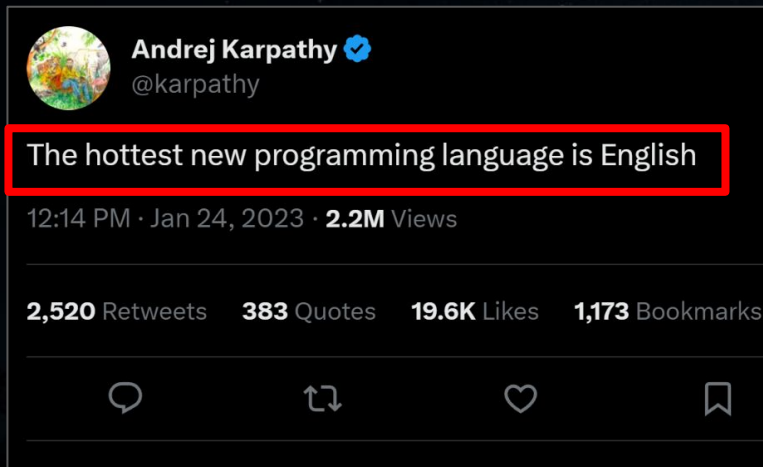 Andrej Karpathy
@karpathy
The hottest new programming language is English
12:14 PM · Jan 24, 2023 · 2.2M Views
2,520 Retweets 383 Quotes 19.6K Likes 1,173 Bookmarks